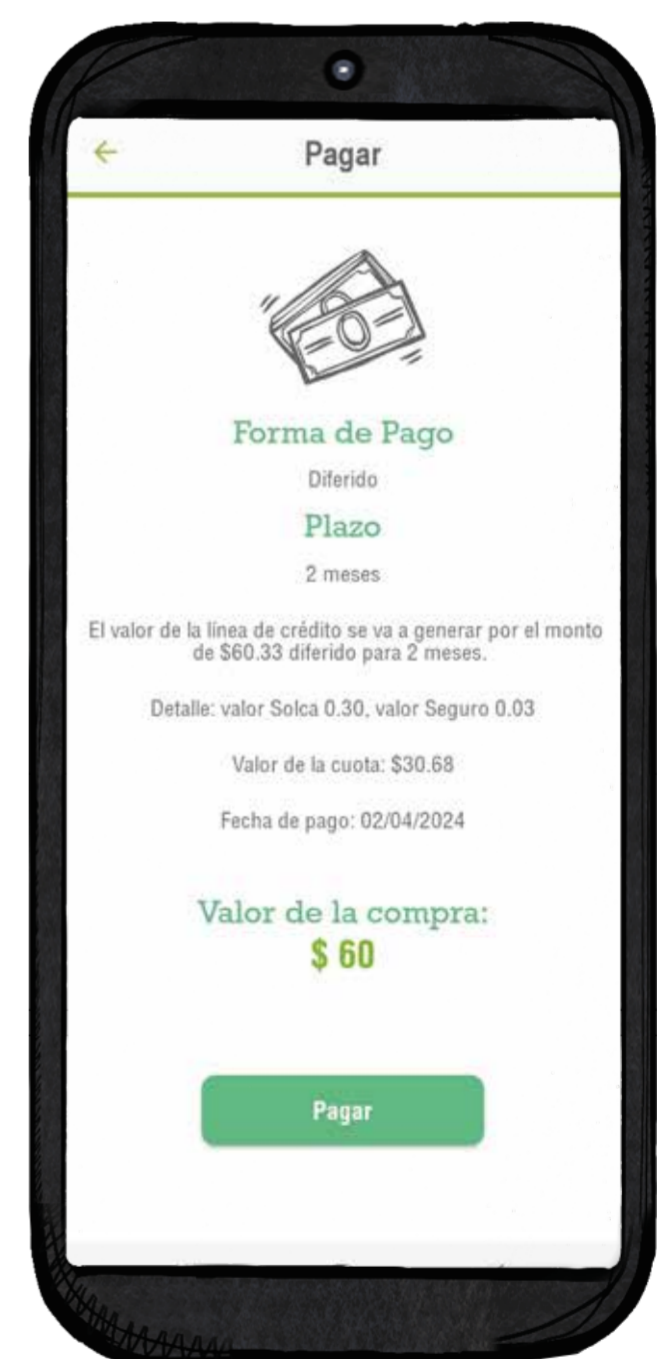 Pagar
Forma de Pago
Diferido
Plazo
2 meses
El valor de la línea de crédito se va a generar por el monto
de $60.33 diferido para 2 meses.
Detalle: valor Solca 0.30, valor Seguro 0.03
Valor de la cuota: $30.68
Fecha de pago: 02/04/2024
Valor de la compra:
$ 60
Pagar